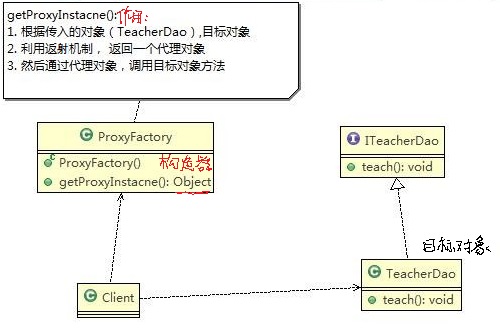 getProxyInstacne(): 作用:
1. 根据传入的对象（TeacherDao）,目标对象
2. 利用返射机制， 返回一个代理对象
3. 然后通过代理对象，调用目标对象方法
C ProxyFactory
C ProxyFactory() 构造器
getProxyInstacne(): Object
I ITeacherDao
teach(): void
目标对象
C TeacherDao
teach(): void
C Client